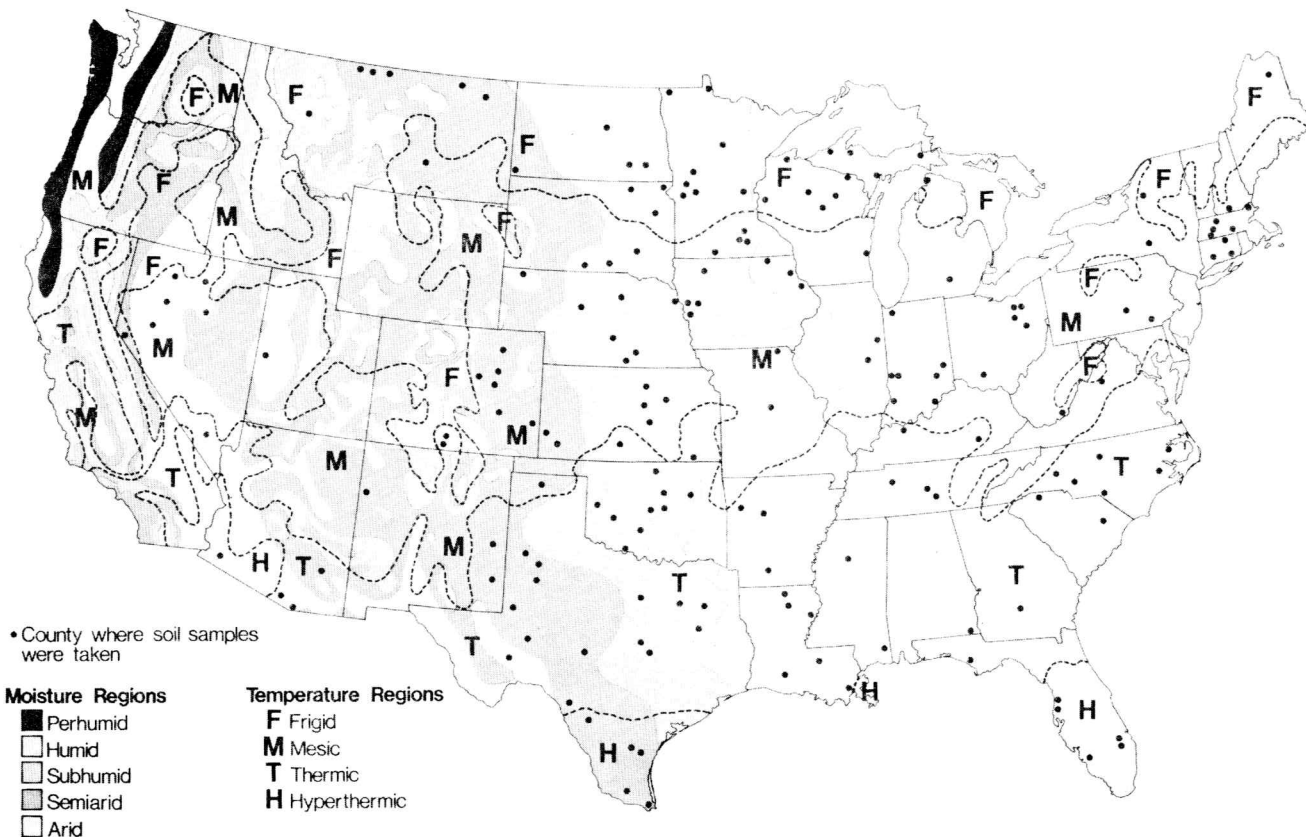 F
F
M
F
F
F
M
F
F
F
F
M
F
M
F
F
F
F
M
T
M
M
F
M
F
M
M
M
T
T
M
H
T
M
T
T
T
H
H
H
• County where soil samples
were taken
Moisture Regions
Perhumid
Humid
Subhumid
Semiarid
Arid
Temperature Regions
F Frigid
M Mesic
T Thermic
H Hyperthermic